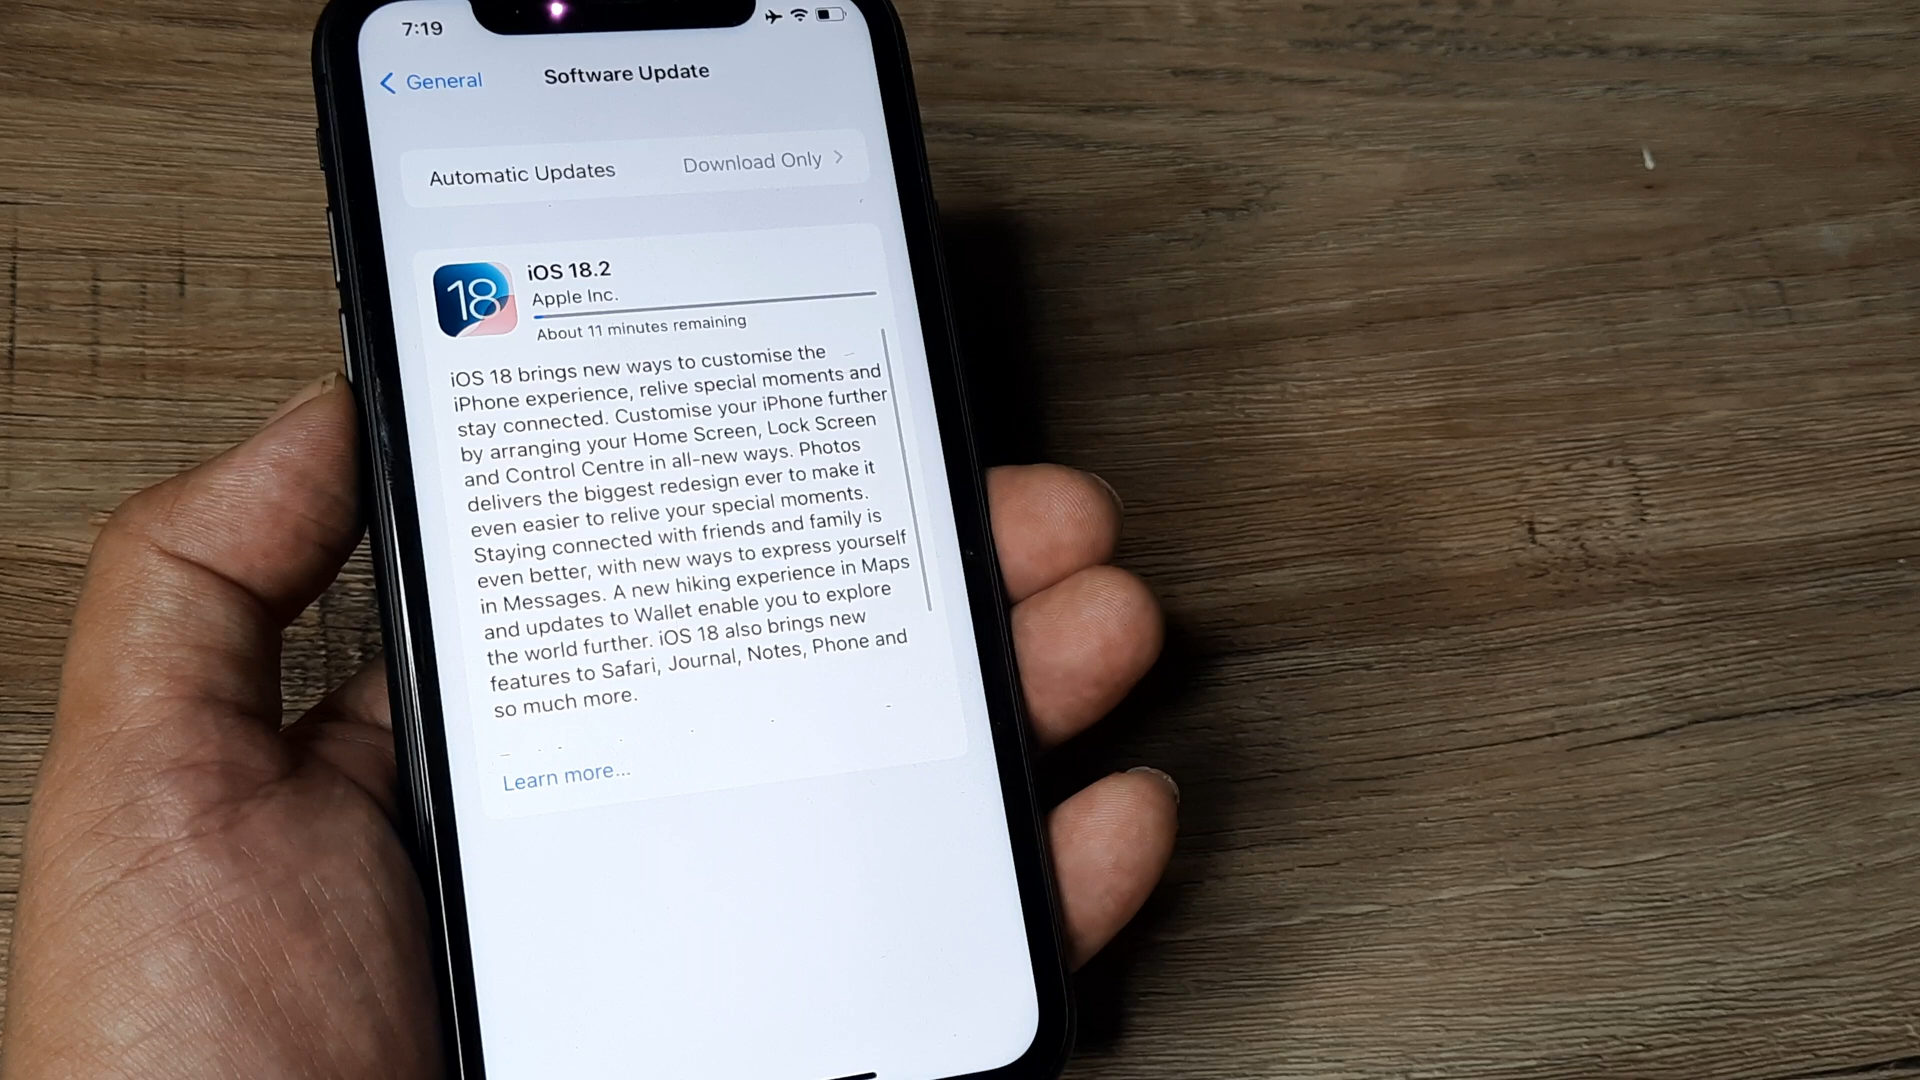 7:19
General
Software Update
Automatic Updates
Download Only
18
iOS 18.2
Apple Inc.
About 11 minutes remaining
iOS 18 brings new ways to customise the
iPhone experience, relive special moments and
stay connected. Customise your iPhone further
by arranging your Home Screen, Lock Screen
and Control Centre in all-new ways. Photos
delivers the biggest redesign ever to make it
even easier to relive your special moments.
Staying connected with friends and family is
even better, with new ways to express yourself
in Messages. A new hiking experience in Maps
and updates to Wallet enable you to explore
the world further. iOS 18 also brings new
features to Safari, Journal, Notes, Phone and
so much more.
Learn more...